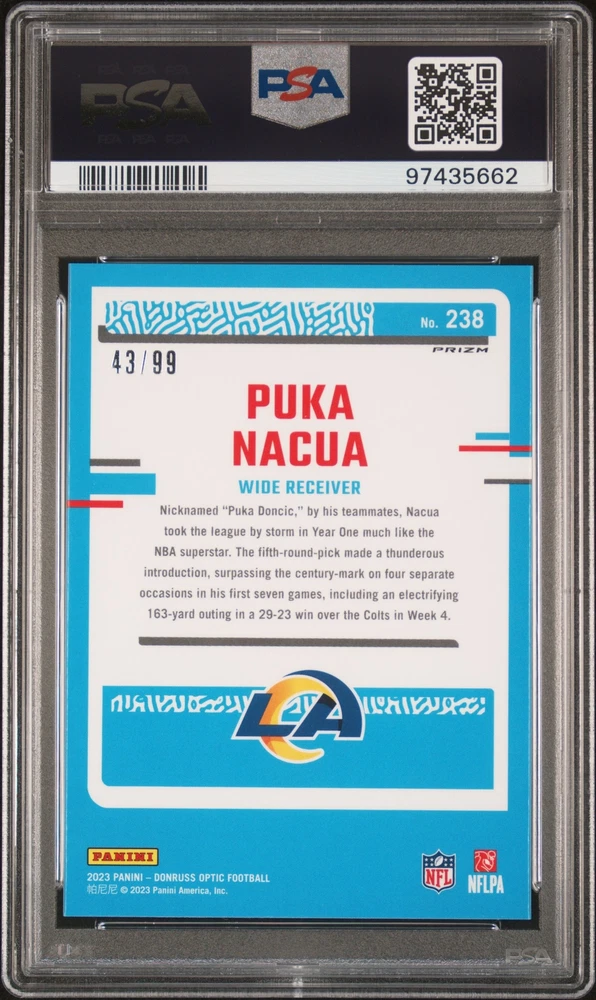 PSA
PSA
97435662
No. 238
PRIZM
43/99
PUKA
NACUA
WIDE RECEIVER
Nicknamed “Puka Doncic,” by his teammates, Nacua
took the league by storm in Year One much like the
NBA superstar. The fifth-round-pick made a thunderous
introduction, surpassing the century-mark on four separate
occasions in his first seven games, including an electrifying
163-yard outing in a 29-23 win over the Colts in Week 4.
LA
PANINI
2023 PANINI – DONRUSS OPTIC FOOTBALL
帕尼尼 © 2023 Panini America, Inc.
NFL
NFLPA
PSA